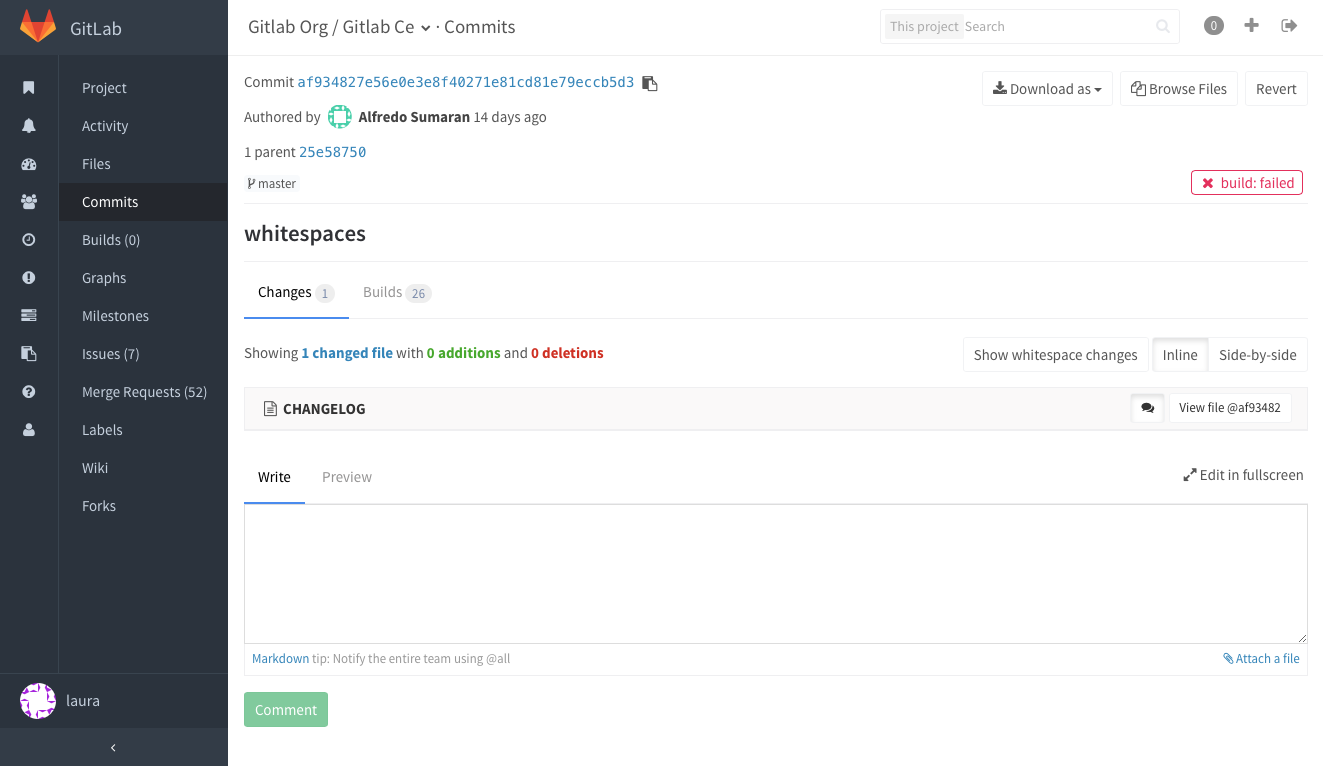 GitLab
Gitlab Org / Gitlab Ce · Commits
This project Search
0
Project
Activity
Files
Commits
Builds (0)
Graphs
Milestones
Issues (7)
Merge Requests (52)
Labels
Wiki
Forks
laura
Commit af934827e56e0e3e8f40271e81cd81e79eccb5d3
Download as
Browse Files
Revert
Authored by Alfredo Sumaran 14 days ago
1 parent 25e58750
master
build: failed
whitespaces
Changes 1
Builds 26
Showing 1 changed file with 0 additions and 0 deletions
Show whitespace changes
Inline
Side-by-side
CHANGELOG
View file @af93482
Write
Preview
Edit in fullscreen
Markdown tip: Notify the entire team using @all
Attach a file
Comment